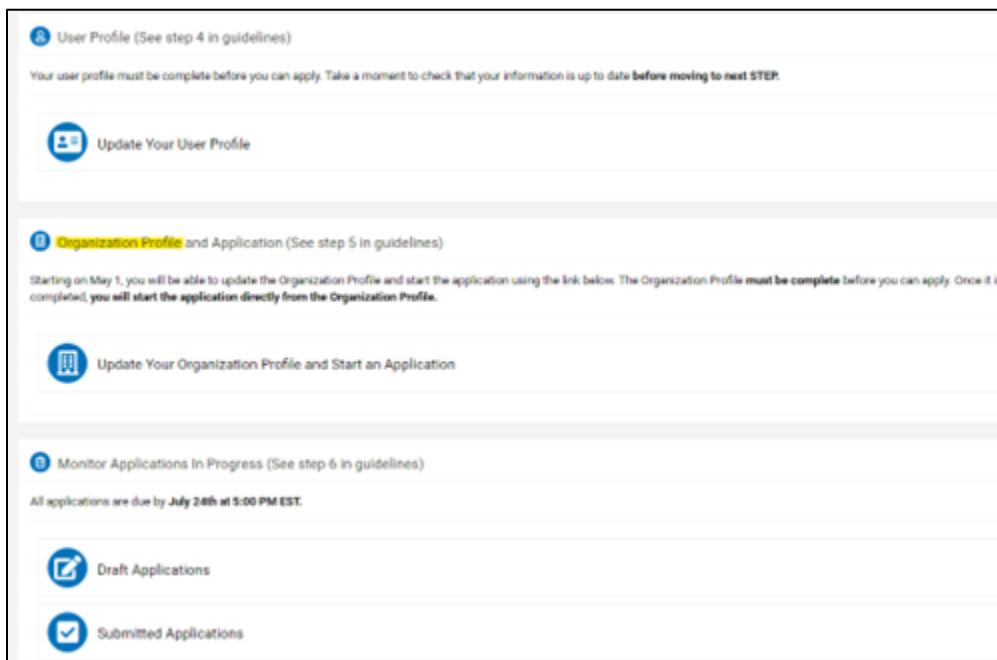 User Profile (See step 4 in guidelines)
Your user profile must be complete before you can apply. Take a moment to check that your information is up to date before moving to next STEP.
Update Your User Profile
Organization Profile and Application (See step 5 in guidelines)
Starting on May 1, you will be able to update the Organization Profile and start the application using the link below. The Organization Profile must be complete before you can apply. Once it i
completed, you will start the application directly from the Organization Profile.
Update Your Organization Profile and Start an Application
Monitor Applications In Progress (See step 6 in guidelines)
All applications are due by July 24th at 5:00 PM EST.
Draft Applications
Submitted Applications